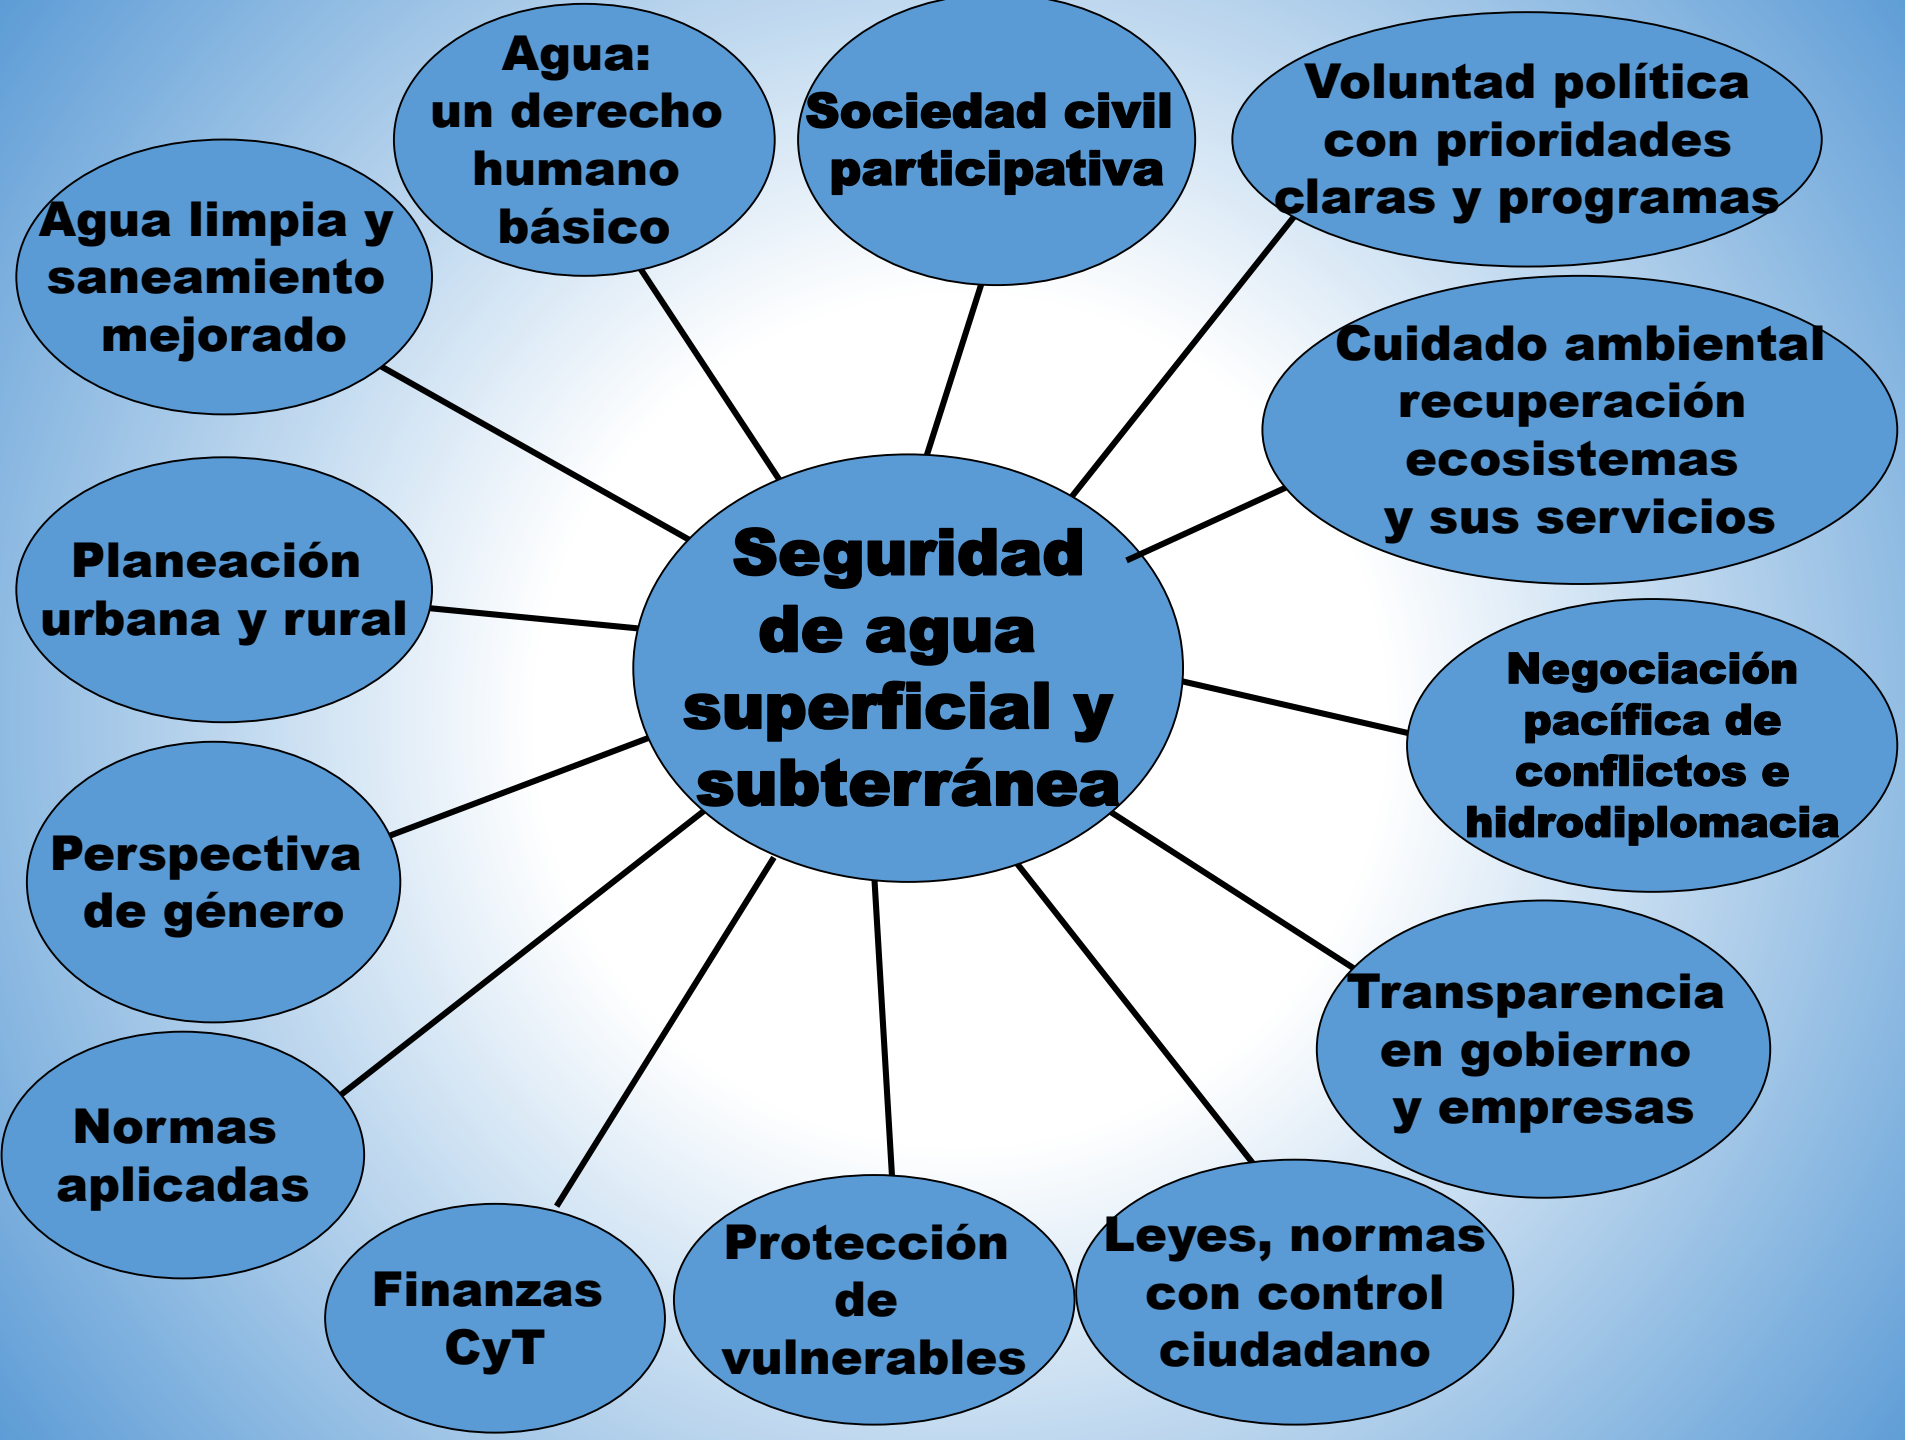 Agua:
un derecho
humano
básico
Sociedad civil
participativa
Voluntad política
con prioridades
claras y programas
Agua limpia y
saneamiento
mejorado
Cuidado ambiental
recuperación
ecosistemas
y sus servicios
Planeación
urbana y rural
Seguridad
de agua
superficial y
subterránea
Negociación
pacífica de
conflictos e
hidrodiplomacia
Perspectiva
de género
Transparencia
en gobierno
y empresas
Normas
aplicadas
Finanzas
CyT
Protección
de
vulnerables
Leyes, normas
con control
ciudadano